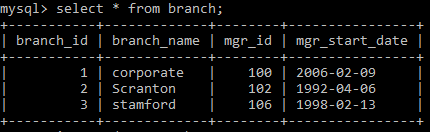 mysql> select * from branch;
+-----------+-------------+--------+----------------+
| branch_id | branch_name | mgr_id | mgr_start_date |
+-----------+-------------+--------+----------------+
|         1 | corporate   |    100 | 2006-02-09     |
|         2 | Scranton    |    102 | 1992-04-06     |
|         3 | stamford    |    106 | 1998-02-13     |
+-----------+-------------+--------+----------------+